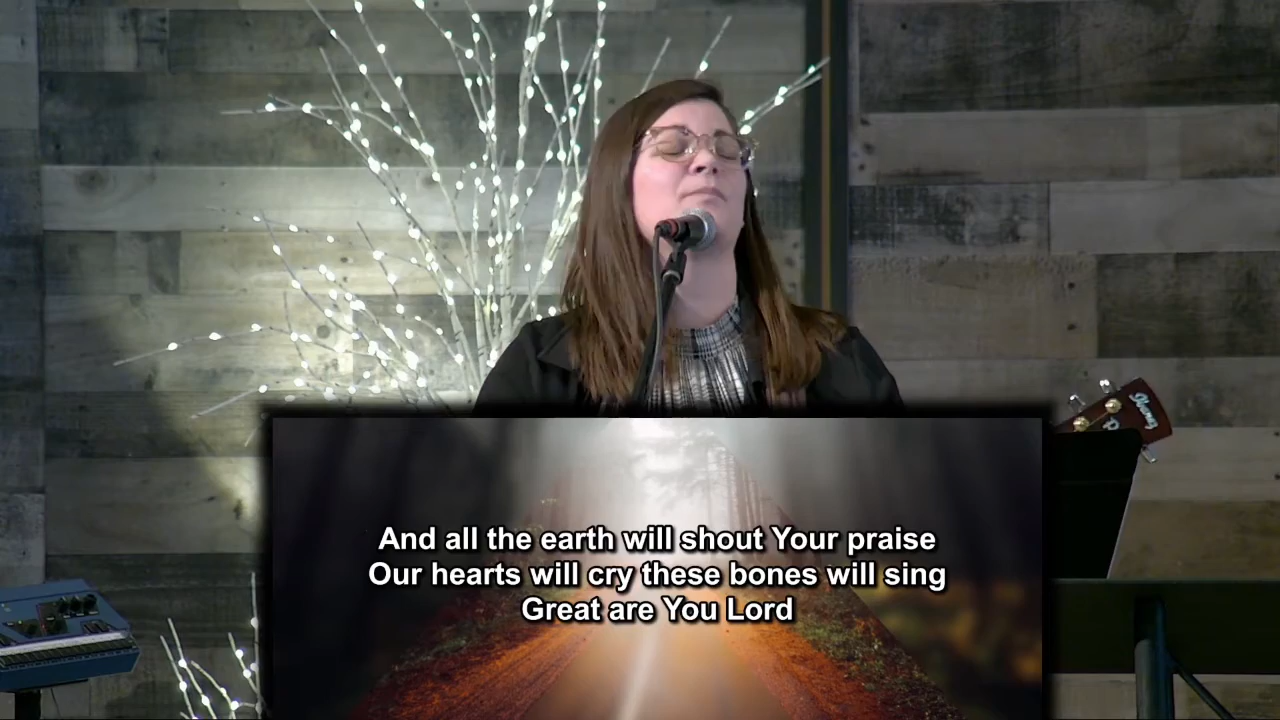 And all the earth will shout Your praise
Our hearts will cry these bones will sing
Great are You Lord
Ibanez